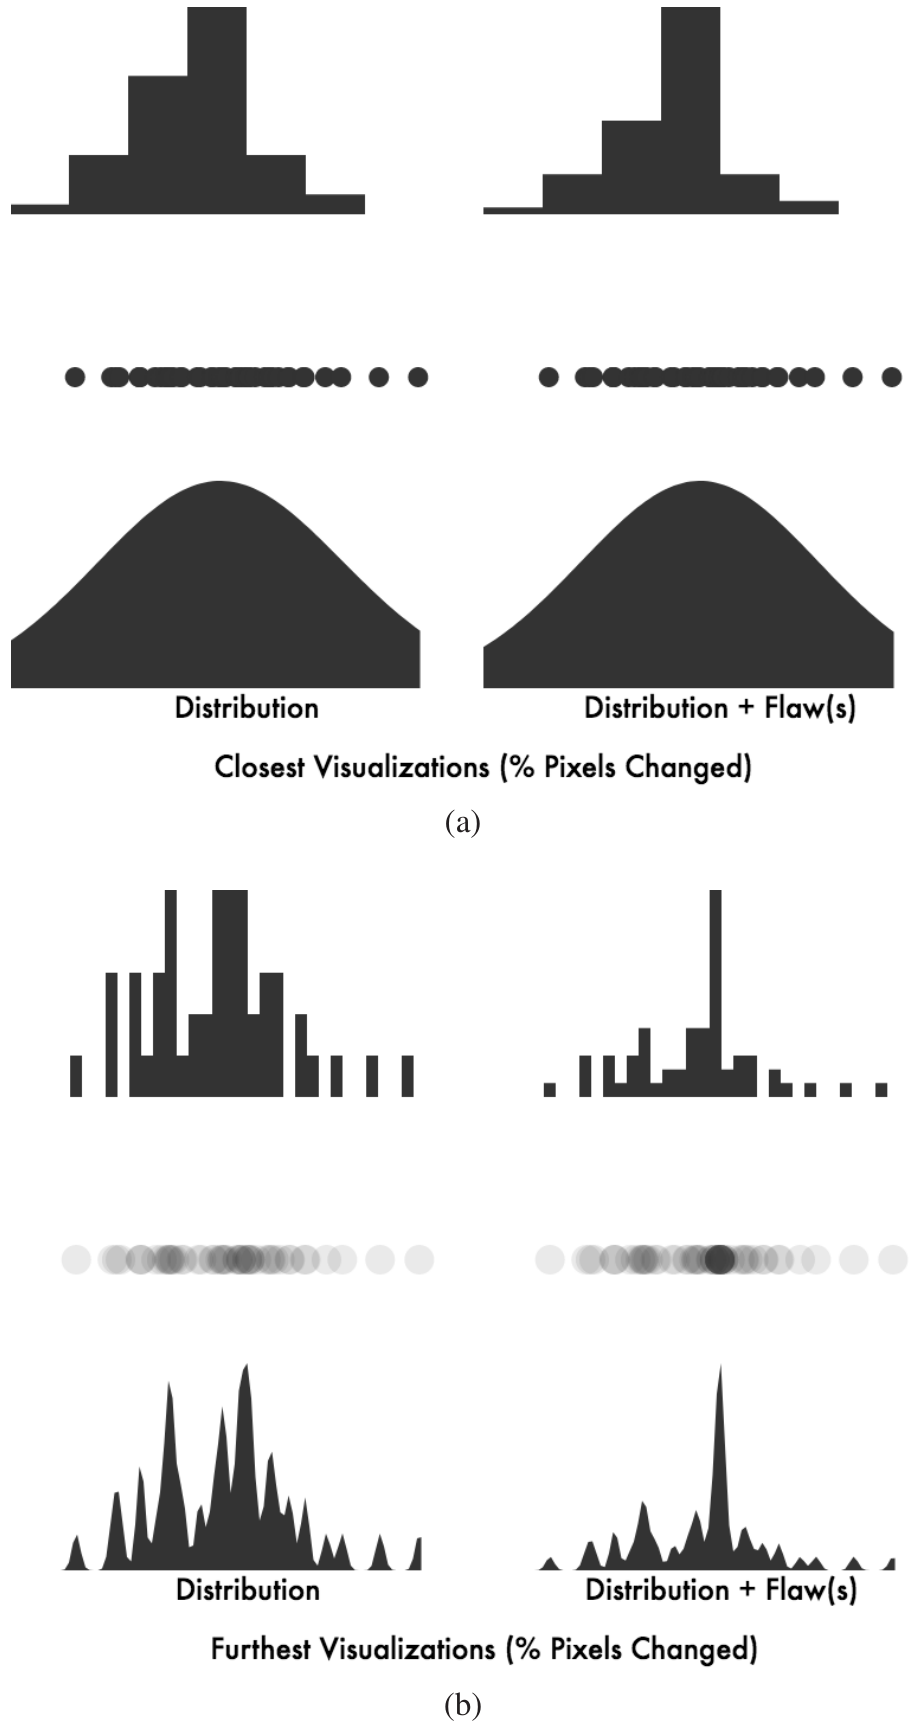 Distribution
Distribution + Flaw(s)
Closest Visualizations (% Pixels Changed)
(a)
Distribution
Distribution + Flaw(s)
Furthest Visualizations (% Pixels Changed)
(b)